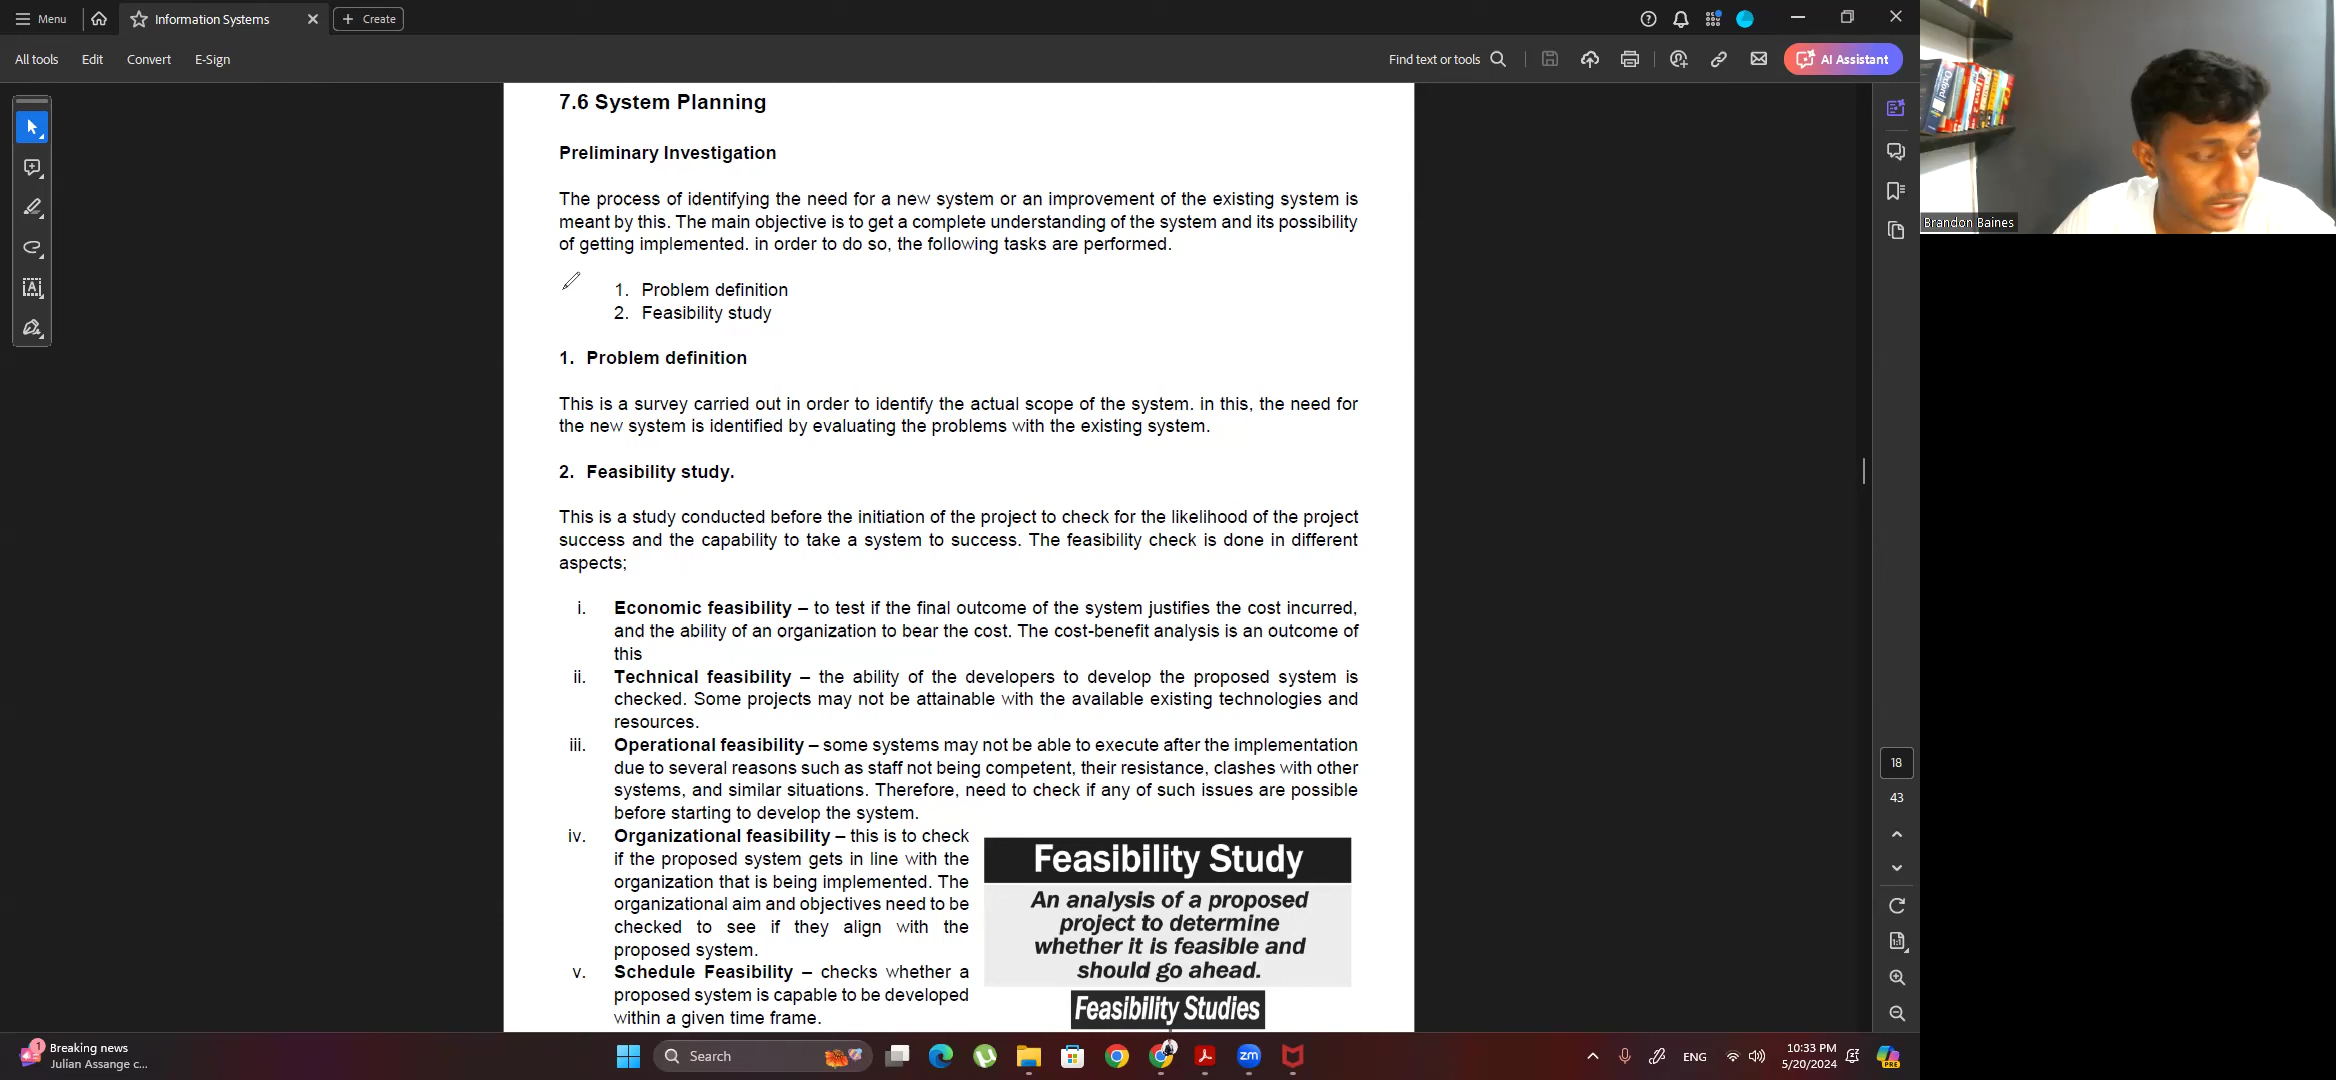 Menu
Information Systems
Create
All tools
Edit
Convert
E-Sign
Find text or tools
AI Assistant
7.6 System Planning
Preliminary Investigation
The process of identifying the need for a new system or an improvement of the existing system is
meant by this. The main objective is to get a complete understanding of the system and its possibility
of getting implemented. in order to do so, the following tasks are performed.
1. Problem definition
2. Feasibility study
1. Problem definition
This is a survey carried out in order to identify the actual scope of the system. in this, the need for
the new system is identified by evaluating the problems with the existing system.
2. Feasibility study.
This is a study conducted before the initiation of the project to check for the likelihood of the project
success and the capability to take a system to success. The feasibility check is done in different
aspects;
i. Economic feasibility – to test if the final outcome of the system justifies the cost incurred,
and the ability of an organization to bear the cost. The cost-benefit analysis is an outcome of
this
ii. Technical feasibility – the ability of the developers to develop the proposed system is
checked. Some projects may not be attainable with the available existing technologies and
resources.
iii. Operational feasibility – some systems may not be able to execute after the implementation
due to several reasons such as staff not being competent, their resistance, clashes with other
systems, and similar situations. Therefore, need to check if any of such issues are possible
before starting to develop the system.
iv. Organizational feasibility – this is to check
if the proposed system gets in line with the
organization that is being implemented. The
organizational aim and objectives need to be
checked to see if they align with the
proposed system.
v. Schedule Feasibility – checks whether a
proposed system is capable to be developed
within a given time frame.
Feasibility Study
An analysis of a proposed
project to determine
whether it is feasible and
should go ahead.
Feasibility Studies
18
43
Oxford
Java 2
Brandon Baines
1
Breaking news
Julian Assange c...
Search
zm
ENG
10:33 PM
5/20/2024
PRE